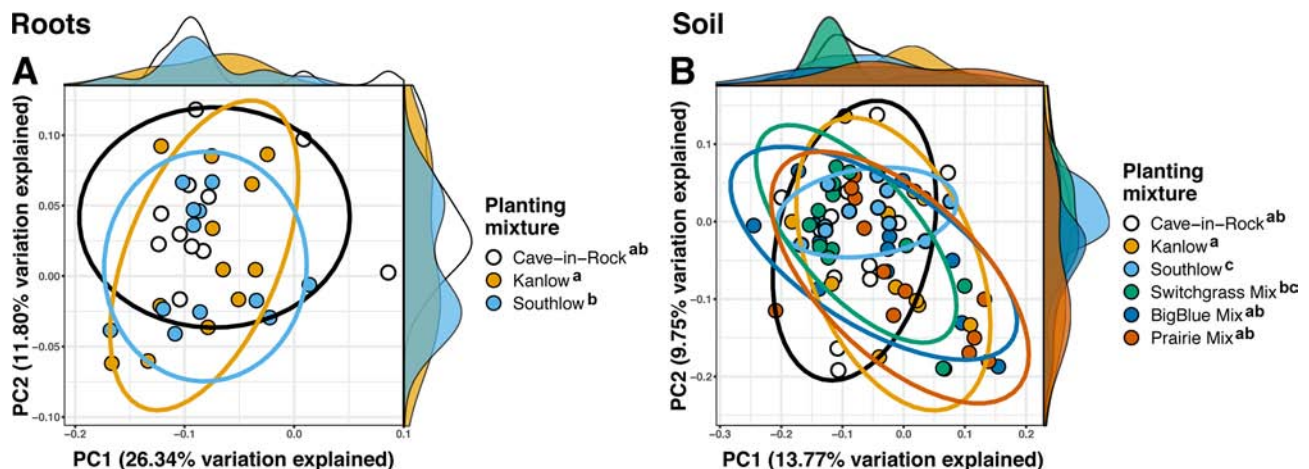 Roots
A
PC2 (11.80% variation explained)
0.10
0.05
0.00
−0.05
−0.10
−0.2
−0.1
0.0
0.1
PC1 (26.34% variation explained)
Planting
mixture
Cave−in−Rock ab
Kanlow a
Southlow b
Soil
B
PC2 (9.75% variation explained)
0.1
0.0
−0.1
−0.2
−0.3
−0.2
−0.1
0.0
0.1
0.2
PC1 (13.77% variation explained)
Planting
mixture
Cave−in−Rock ab
Kanlow a
Southlow c
Switchgrass Mix bc
BigBlue Mix ab
Prairie Mix ab